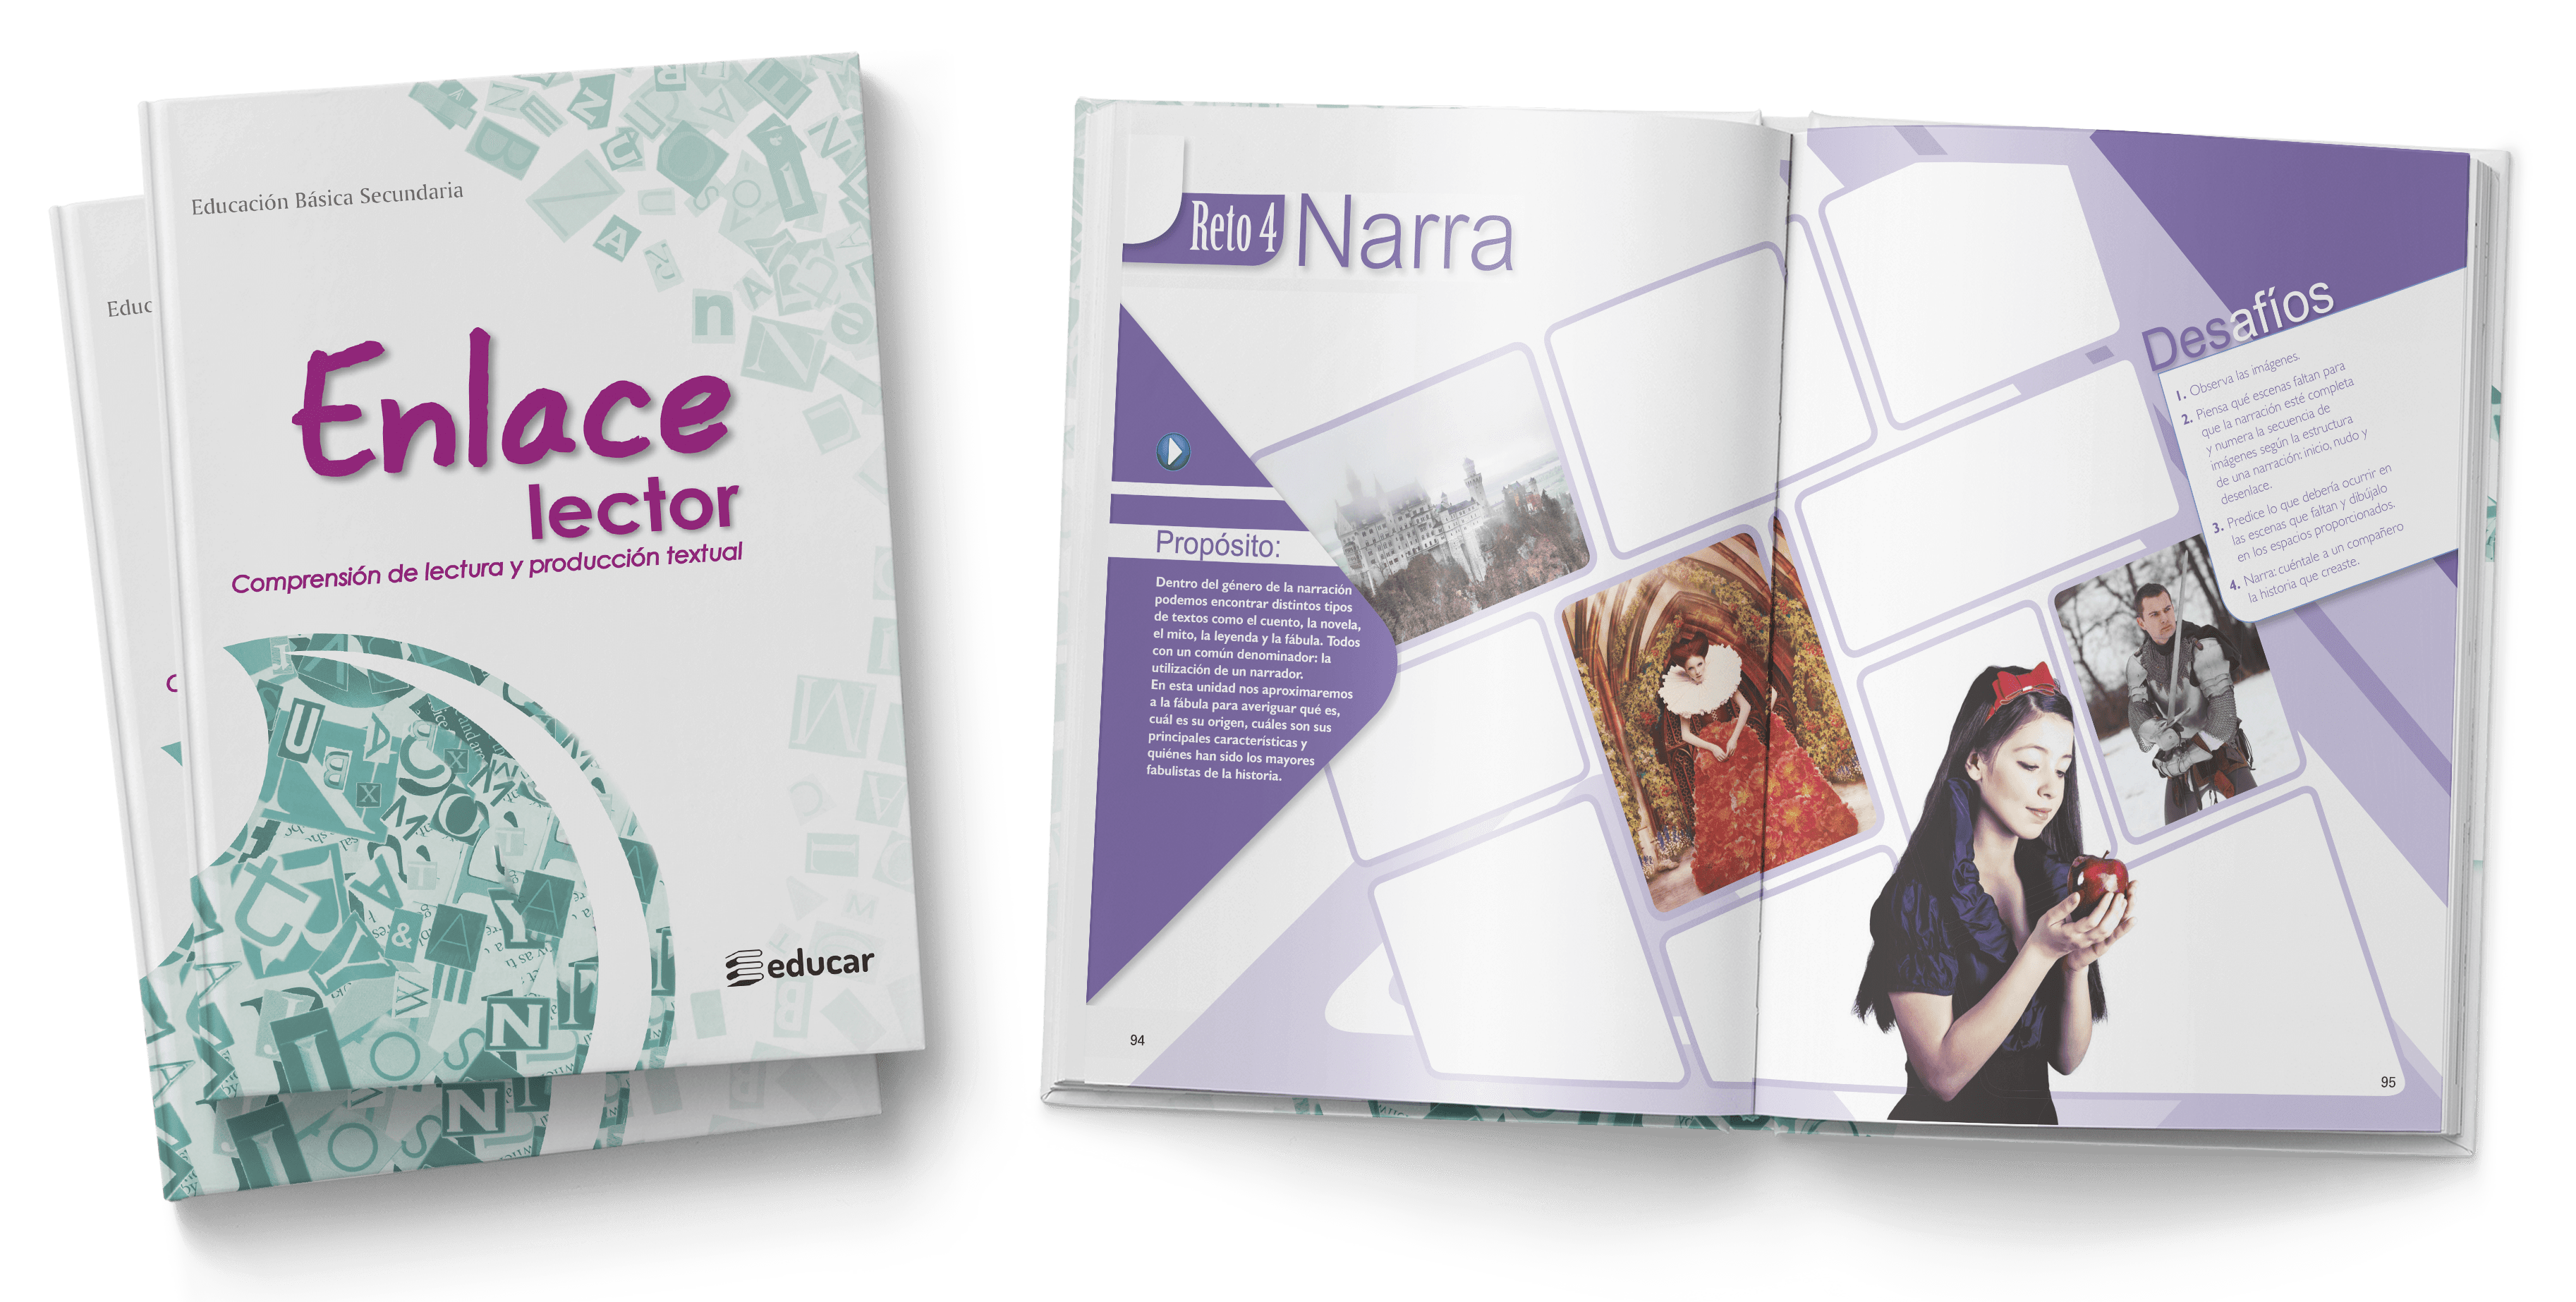 Educación Básica Secundaria
Enlace
lector
Comprensión de lectura y producción textual
educar
Educ
Reto 4 Narra
Propósito:
Dentro del género de la narración
podemos encontrar distintos tipos
de textos como el cuento, la novela,
el mito, la leyenda y la fábula. Todos
con un común denominador: la
utilización de un narrador.
En esta unidad nos aproximaremos
a la fábula para averiguar qué es,
cuál es su origen, cuáles son sus
principales características y
quiénes han sido los mayores
fabulistas de la historia.
94
Desafíos
1. Observa las imágenes.
2. Piensa qué escenas faltan para
que la narración esté completa
y numera la secuencia de
imágenes según la estructura
de una narración: inicio, nudo y
desenlace.
3. Predice lo que debería ocurrir en
las escenas que faltan y dibújalo
en los espacios proporcionados.
4. Narra: cuéntale a un compañero
la historia que creaste.
95